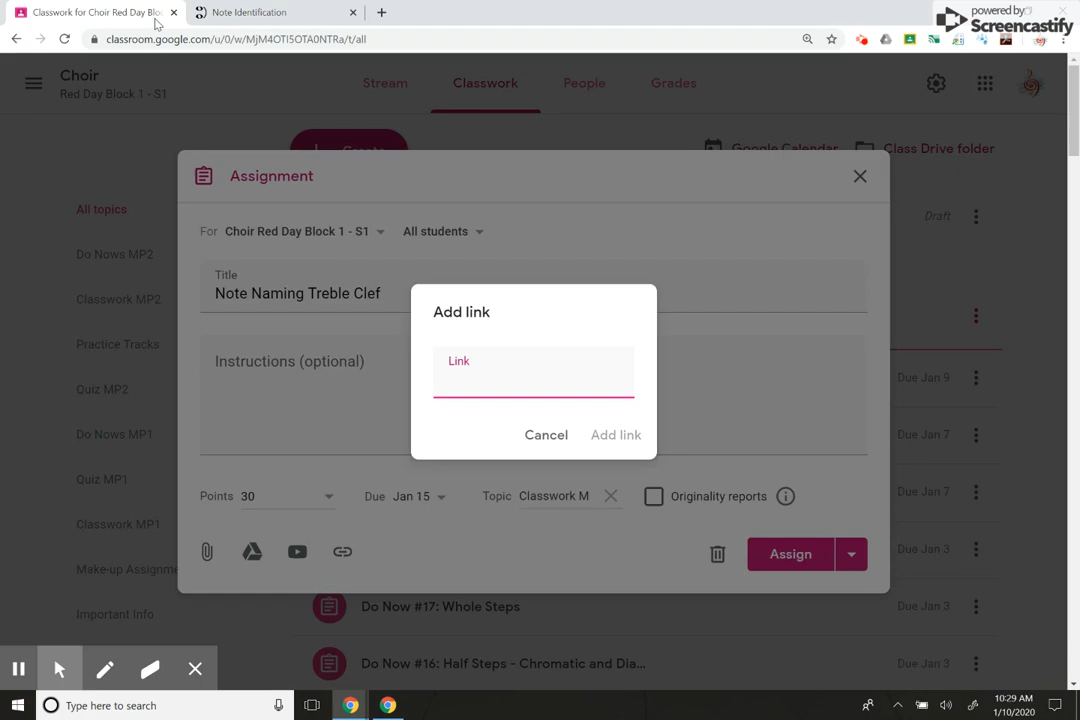 Classwork for Choir Red Day Blo
Note Identification
powered by
Screencastify
classroom.google.com/u/0/w/MjM4OTI5OTA0NTRa/t/all
Choir
Red Day Block 1 - S1
Stream
Classwork
People
Grades
Create
Google Calendar
Class Drive folder
Assignment
All topics
Draft
For
Choir Red Day Block 1 - S1
All students
Do Nows MP2
Title
Note Naming Treble Clef
Classwork MP2
Add link
Practice Tracks
Instructions (optional)
Link
Due Jan 9
Quiz MP2
Do Nows MP1
Cancel
Add link
Due Jan 7
Quiz MP1
Points
30
Due
Jan 15
Topic
Classwork M
Originality reports
Due Jan 7
Classwork MP1
Assign
Due Jan 3
Make-up Assignme
Important Info
Do Now #17: Whole Steps
Due Jan 3
Do Now #16: Half Steps - Chromatic and Dia...
Due Jan 3
Type here to search
10:29 AM
1/10/2020